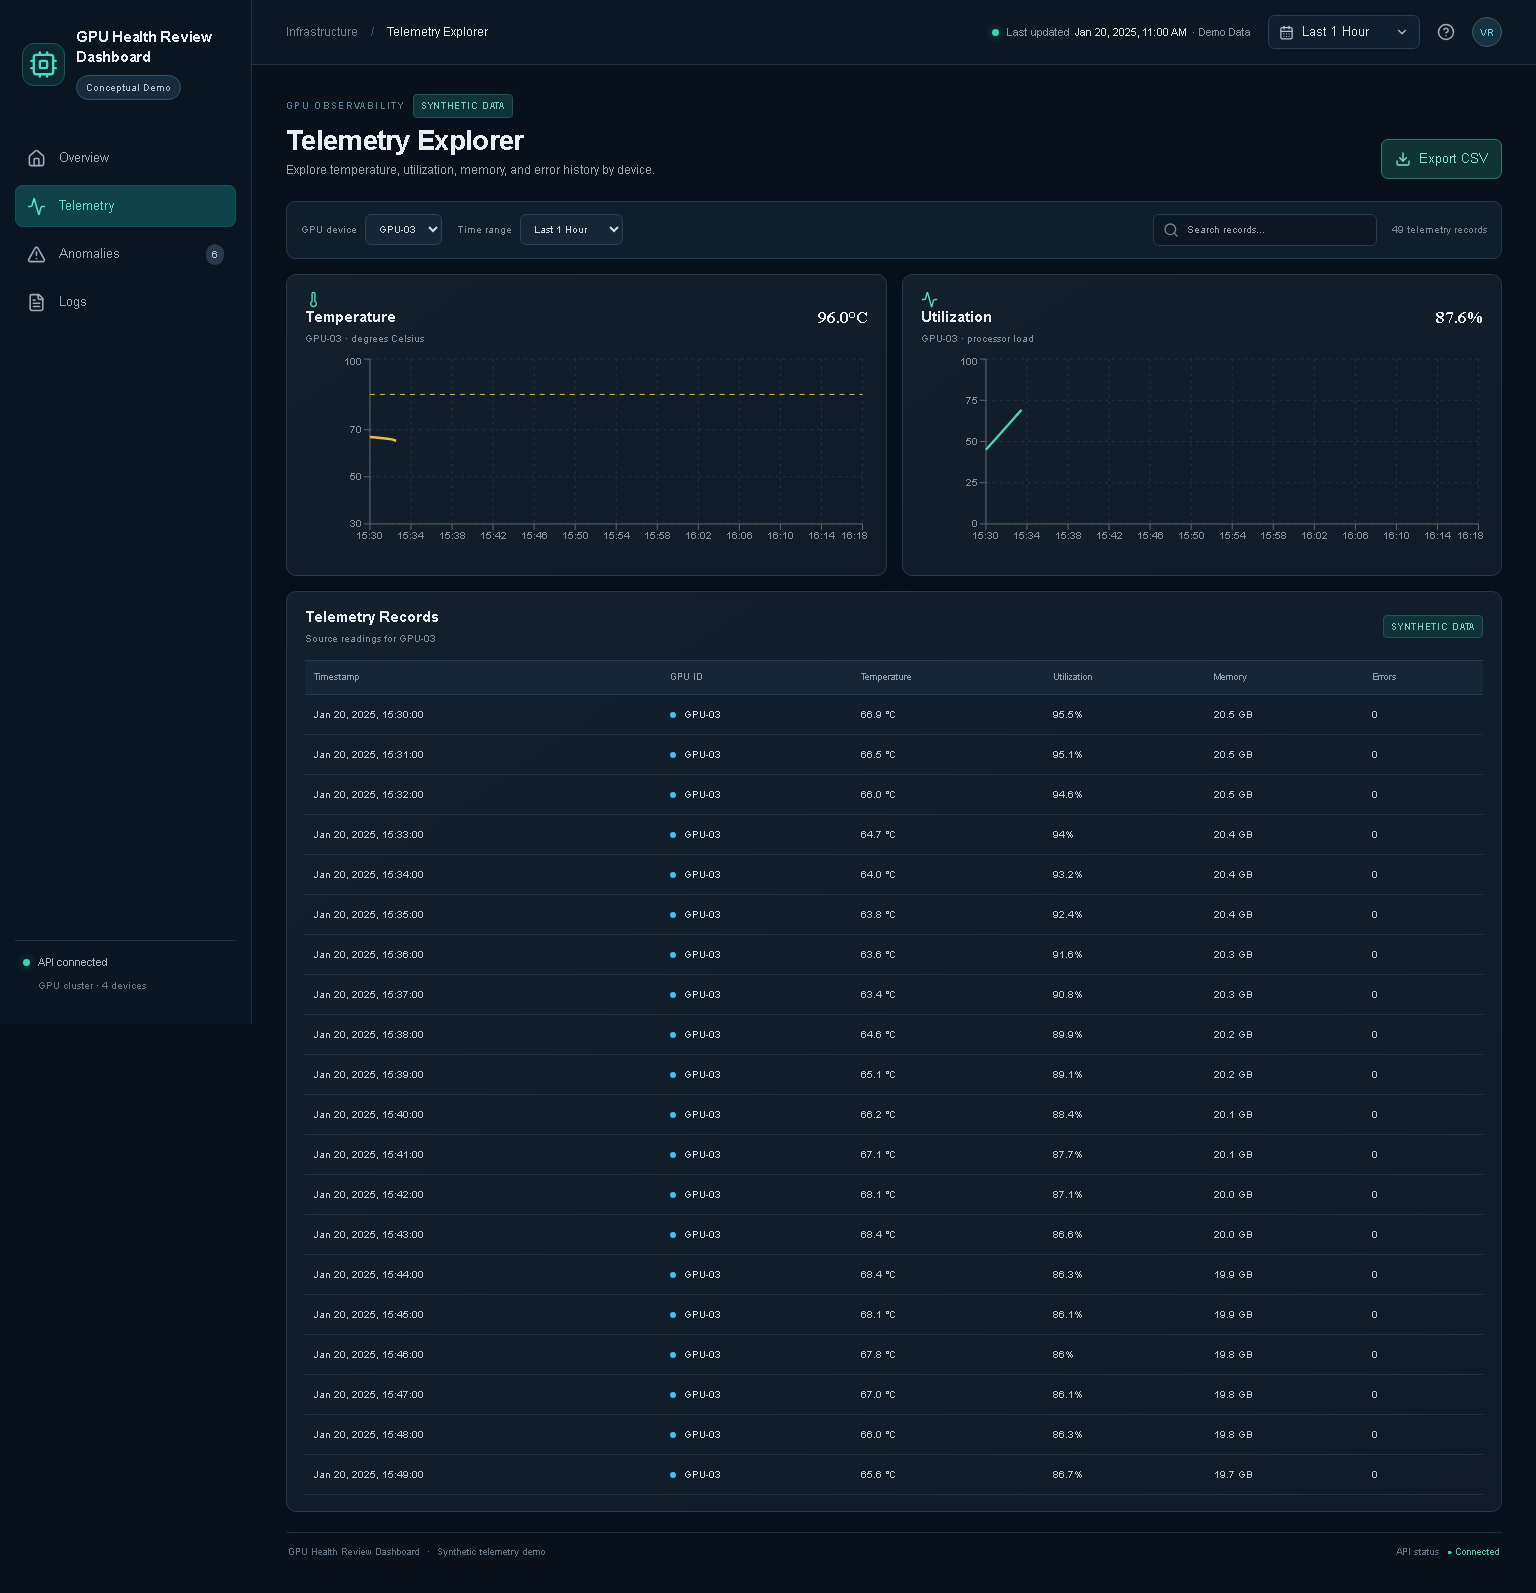 GPU Health Review
Dashboard
Conceptual Demo
Overview
Telemetry
Anomalies 6
Logs
API connected
GPU cluster · 4 devices
Infrastructure / Telemetry Explorer
Last updated Jan 20, 2025, 11:00 AM · Demo Data
Last 1 Hour
VR
GPU OBSERVABILITY SYNTHETIC DATA
Telemetry Explorer
Explore temperature, utilization, memory, and error history by device.
Export CSV
GPU device GPU-03 Time range Last 1 Hour Search records... 49 telemetry records
Temperature 96.0°C
GPU-03 · degrees Celsius
100
70
50
30
15:30 15:34 15:38 15:42 15:46 15:50 15:54 15:58 16:02 16:06 16:10 16:14 16:18
Utilization 87.6%
GPU-03 · processor load
100
75
50
25
0
15:30 15:34 15:38 15:42 15:46 15:50 15:54 15:58 16:02 16:06 16:10 16:14 16:18
Telemetry Records
Source readings for GPU-03
SYNTHETIC DATA
Timestamp GPU ID Temperature Utilization Memory Errors
Jan 20, 2025, 15:30:00 GPU-03 66.9 °C 95.5% 20.5 GB 0
Jan 20, 2025, 15:31:00 GPU-03 66.5 °C 95.1% 20.5 GB 0
Jan 20, 2025, 15:32:00 GPU-03 66.0 °C 94.6% 20.5 GB 0
Jan 20, 2025, 15:33:00 GPU-03 64.7 °C 94% 20.4 GB 0
Jan 20, 2025, 15:34:00 GPU-03 64.0 °C 93.2% 20.4 GB 0
Jan 20, 2025, 15:35:00 GPU-03 63.8 °C 92.4% 20.4 GB 0
Jan 20, 2025, 15:36:00 GPU-03 63.6 °C 91.6% 20.3 GB 0
Jan 20, 2025, 15:37:00 GPU-03 63.4 °C 90.8% 20.3 GB 0
Jan 20, 2025, 15:38:00 GPU-03 64.6 °C 89.9% 20.2 GB 0
Jan 20, 2025, 15:39:00 GPU-03 65.1 °C 89.1% 20.2 GB 0
Jan 20, 2025, 15:40:00 GPU-03 66.2 °C 88.4% 20.1 GB 0
Jan 20, 2025, 15:41:00 GPU-03 67.1 °C 87.7% 20.1 GB 0
Jan 20, 2025, 15:42:00 GPU-03 68.1 °C 87.1% 20.0 GB 0
Jan 20, 2025, 15:43:00 GPU-03 68.4 °C 86.6% 20.0 GB 0
Jan 20, 2025, 15:44:00 GPU-03 68.4 °C 86.3% 19.9 GB 0
Jan 20, 2025, 15:45:00 GPU-03 68.1 °C 86.1% 19.9 GB 0
Jan 20, 2025, 15:46:00 GPU-03 67.8 °C 86% 19.8 GB 0
Jan 20, 2025, 15:47:00 GPU-03 67.0 °C 86.1% 19.8 GB 0
Jan 20, 2025, 15:48:00 GPU-03 66.0 °C 86.3% 19.8 GB 0
Jan 20, 2025, 15:49:00 GPU-03 65.6 °C 86.7% 19.7 GB 0
GPU Health Review Dashboard · Synthetic telemetry demo
API status • Connected